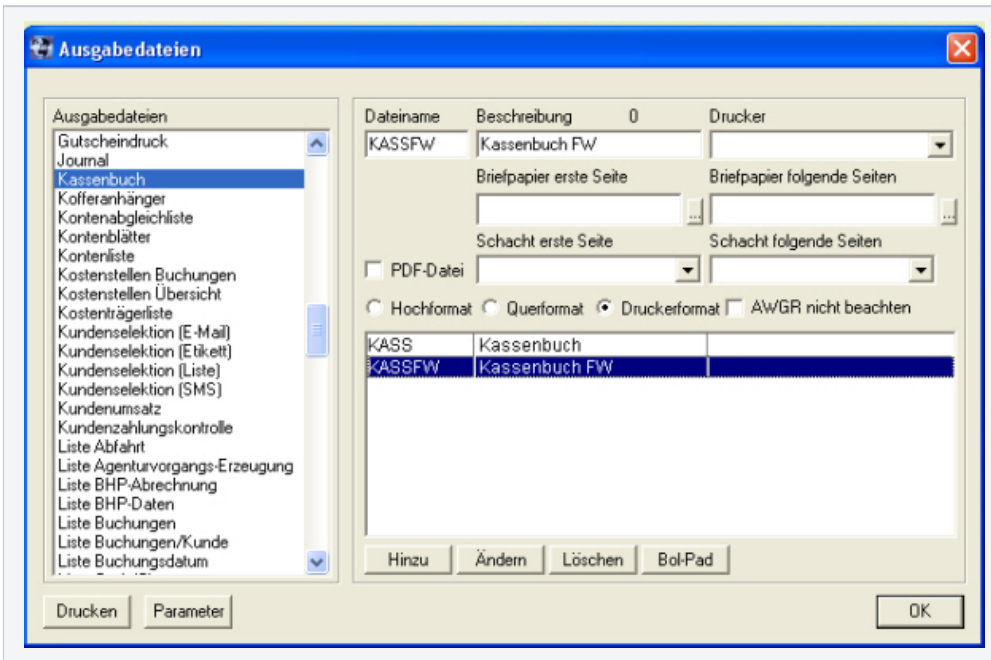 Ausgabedateien
Ausgabedateien
Gutscheindruck
Journal
Kassenbuch
Kofferanhänger
Kontenabgleichliste
Kontenblätter
Kontenliste
Kostenstellen Buchungen
Kostenstellen Übersicht
Kostenträgerliste
Kundenselektion (E-Mail)
Kundenselektion (Etikett)
Kundenselektion (Liste)
Kundenselektion (SMS)
Kundenumsatz
Kundenzahlungskontrolle
Liste Abfahrt
Liste Agenturvorgangs-Erzeugung
Liste BHP-Abrechnung
Liste BHP-Daten
Liste Buchungen
Liste Buchungen/Kunde
Liste Buchungsdatum
Dateiname Beschreibung 0 Drucker
KASSFW Kassenbuch FW
Briefpapier erste Seite Briefpapier folgende Seiten
... ...
Schacht erste Seite Schacht folgende Seiten
PDF-Datei
Hochformat Querformat Druckerformat AWGR nicht beachten
KASS Kassenbuch
KASSFW Kassenbuch FW
Hinzu Ändern Löschen Bol-Pad
Drucken Parameter OK